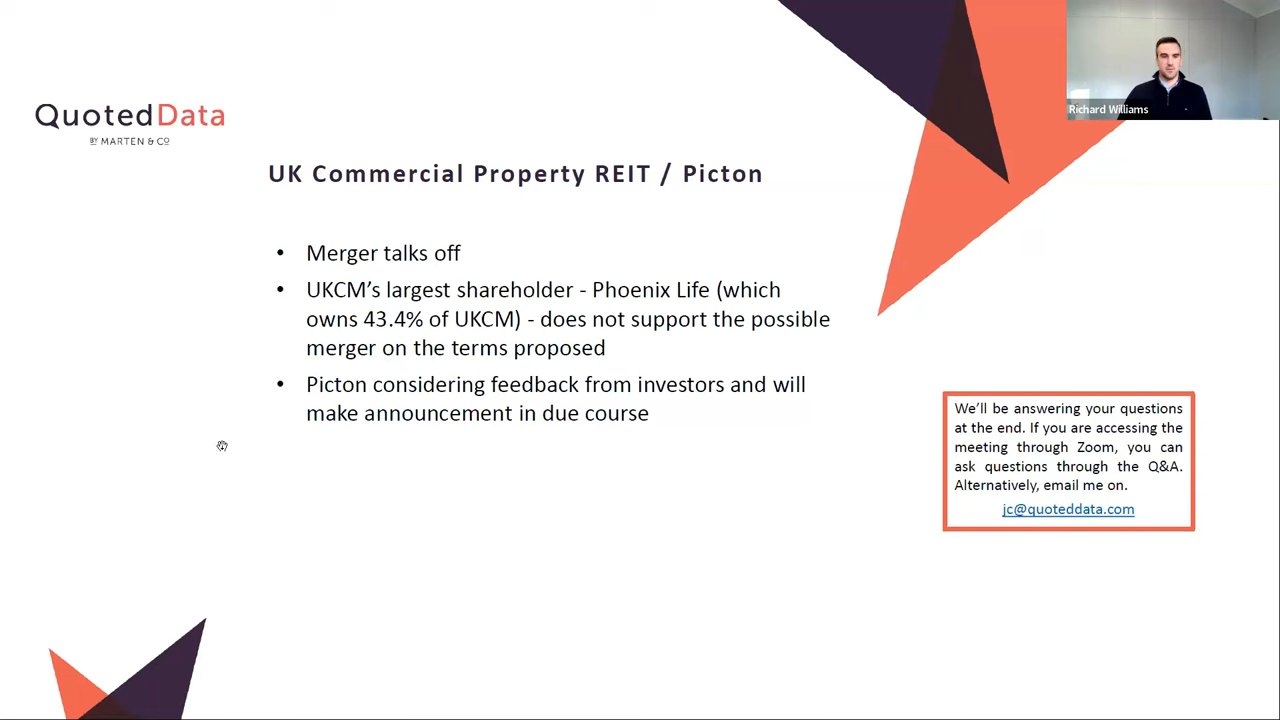 Richard Williams
QuotedData
BY MARTEN & CO
UK Commercial Property REIT / Picton
• Merger talks off
• UKCM’s largest shareholder - Phoenix Life (which
owns 43.4% of UKCM) - does not support the possible
merger on the terms proposed
• Picton considering feedback from investors and will
make announcement in due course
We’ll be answering your questions
at the end. If you are accessing the
meeting through Zoom, you can
ask questions through the Q&A.
Alternatively, email me on.
jc@quoteddata.com